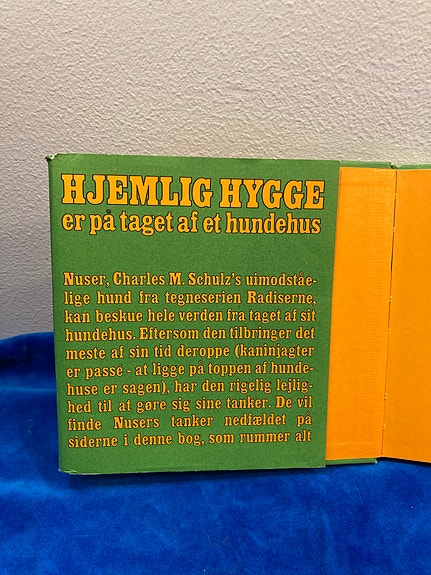 HJEMLIG HYGGE
er på taget af et hundehus
Nuser, Charles M. Schulz's uimodståe-
lige hund fra tegneserien Radiserne,
kan beskue hele verden fra taget af sit
hundehus. Eftersom den tilbringer det
meste af sin tid deroppe (kaninjagter
er passé - at ligge på toppen af hunde-
huse er sagen), har den rigelig lejlig-
hed til at gøre sig sine tanker. De vil
finde Nusers tanker nedfældet på
siderne i denne bog, som rummer alt